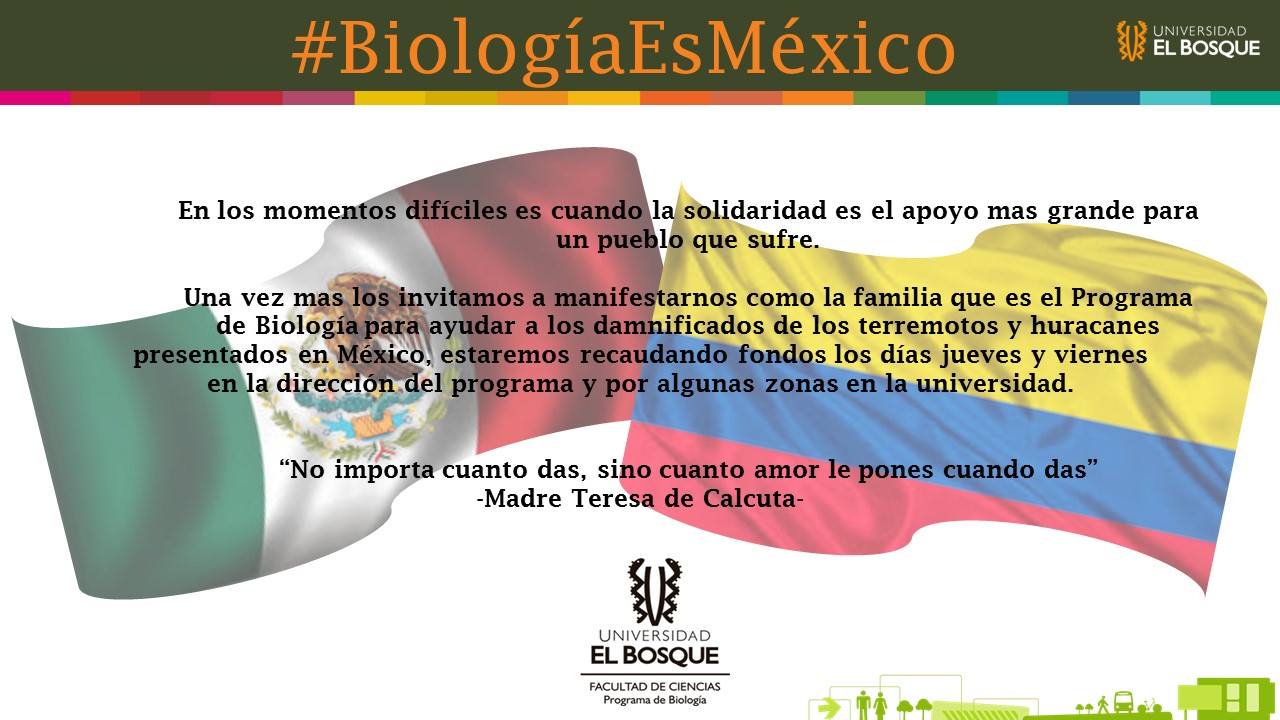 #BiologíaEsMéxico
UNIVERSIDAD
EL BOSQUE
En los momentos difíciles es cuando la solidaridad es el apoyo mas grande para
un pueblo que sufre.
Una vez mas los invitamos a manifestarnos como la familia que es el Programa
de Biología para ayudar a los damnificados de los terremotos y huracanes
presentados en México, estaremos recaudando fondos los días jueves y viernes
en la dirección del programa y por algunas zonas en la universidad.
“No importa cuanto das, sino cuanto amor le pones cuando das”
-Madre Teresa de Calcuta-
UNIVERSIDAD
EL BOSQUE
FACULTAD DE CIENCIAS
Programa de Biología